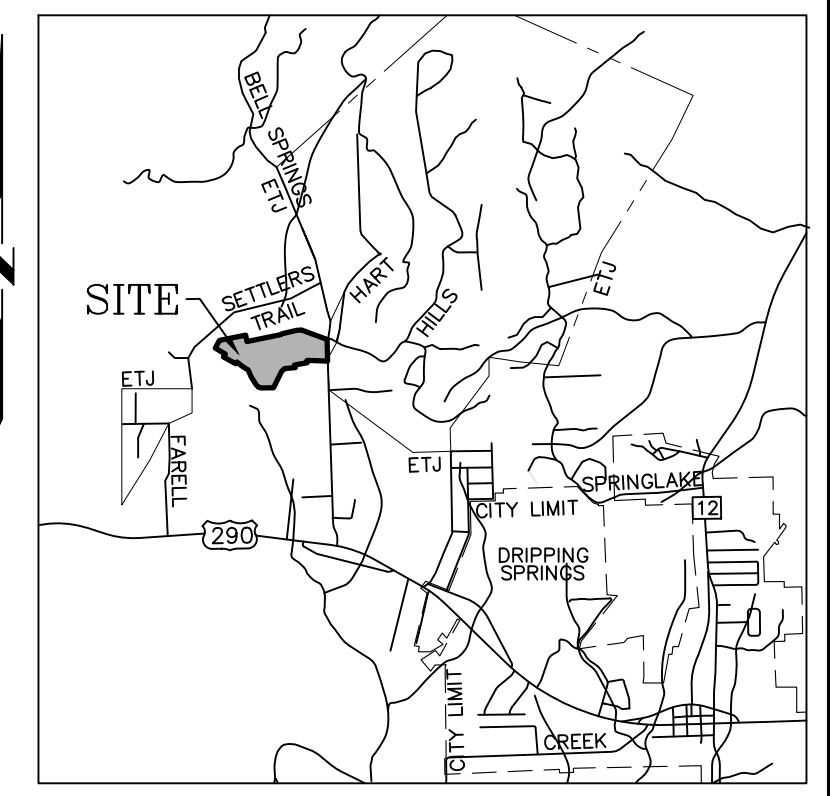 BELL SPRINGS
ETJ
SETTLERS
TRAIL
HART
HILLS
ETJ
SITE
ETJ
FARELL
ETJ
SPRINGLAKE
12
CITY LIMIT
290
DRIPPING
SPRINGS
CITY LIMIT
CREEK